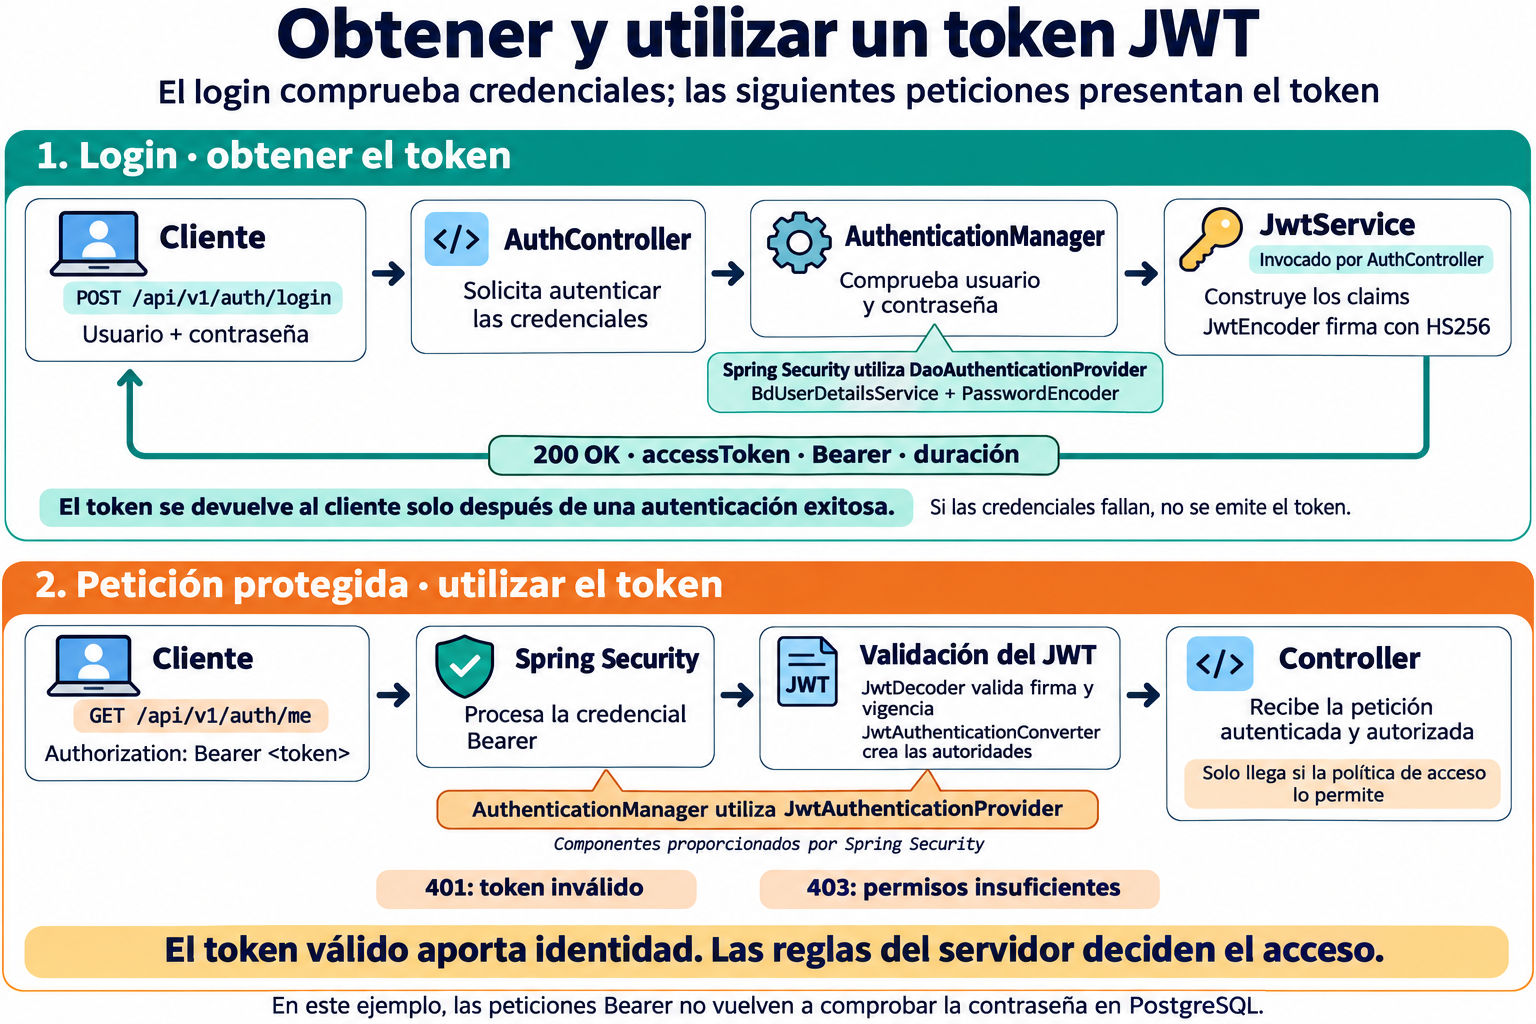 Obtener y utilizar un token JWT
El login comprueba credenciales; las siguientes peticiones presentan el token
1. Login · obtener el token
Cliente
POST /api/v1/auth/login
Usuario + contraseña
</>
AuthController
Solicita autenticar
las credenciales
AuthenticationManager
Comprueba usuario
y contraseña
JwtService
Invocado por AuthController
Construye los claims
JwtEncoder firma con HS256
Spring Security utiliza DaoAuthenticationProvider
BdUserDetailsService + PasswordEncoder
200 OK · accessToken · Bearer · duración
El token se devuelve al cliente solo después de una autenticación exitosa.
Si las credenciales fallan, no se emite el token.
2. Petición protegida · utilizar el token
Cliente
GET /api/v1/auth/me
Authorization: Bearer <token>
Spring Security
Procesa la credencial
Bearer
JWT
Validación del JWT
JwtDecoder valida firma y
vigencia
JwtAuthenticationConverter
crea las autoridades
</>
Controller
Recibe la petición
autenticada y autorizada
Solo llega si la política de acceso
lo permite
AuthenticationManager utiliza JwtAuthenticationProvider
Componentes proporcionados por Spring Security
401: token inválido
403: permisos insuficientes
El token válido aporta identidad. Las reglas del servidor deciden el acceso.
En este ejemplo, las peticiones Bearer no vuelven a comprobar la contraseña en PostgreSQL.